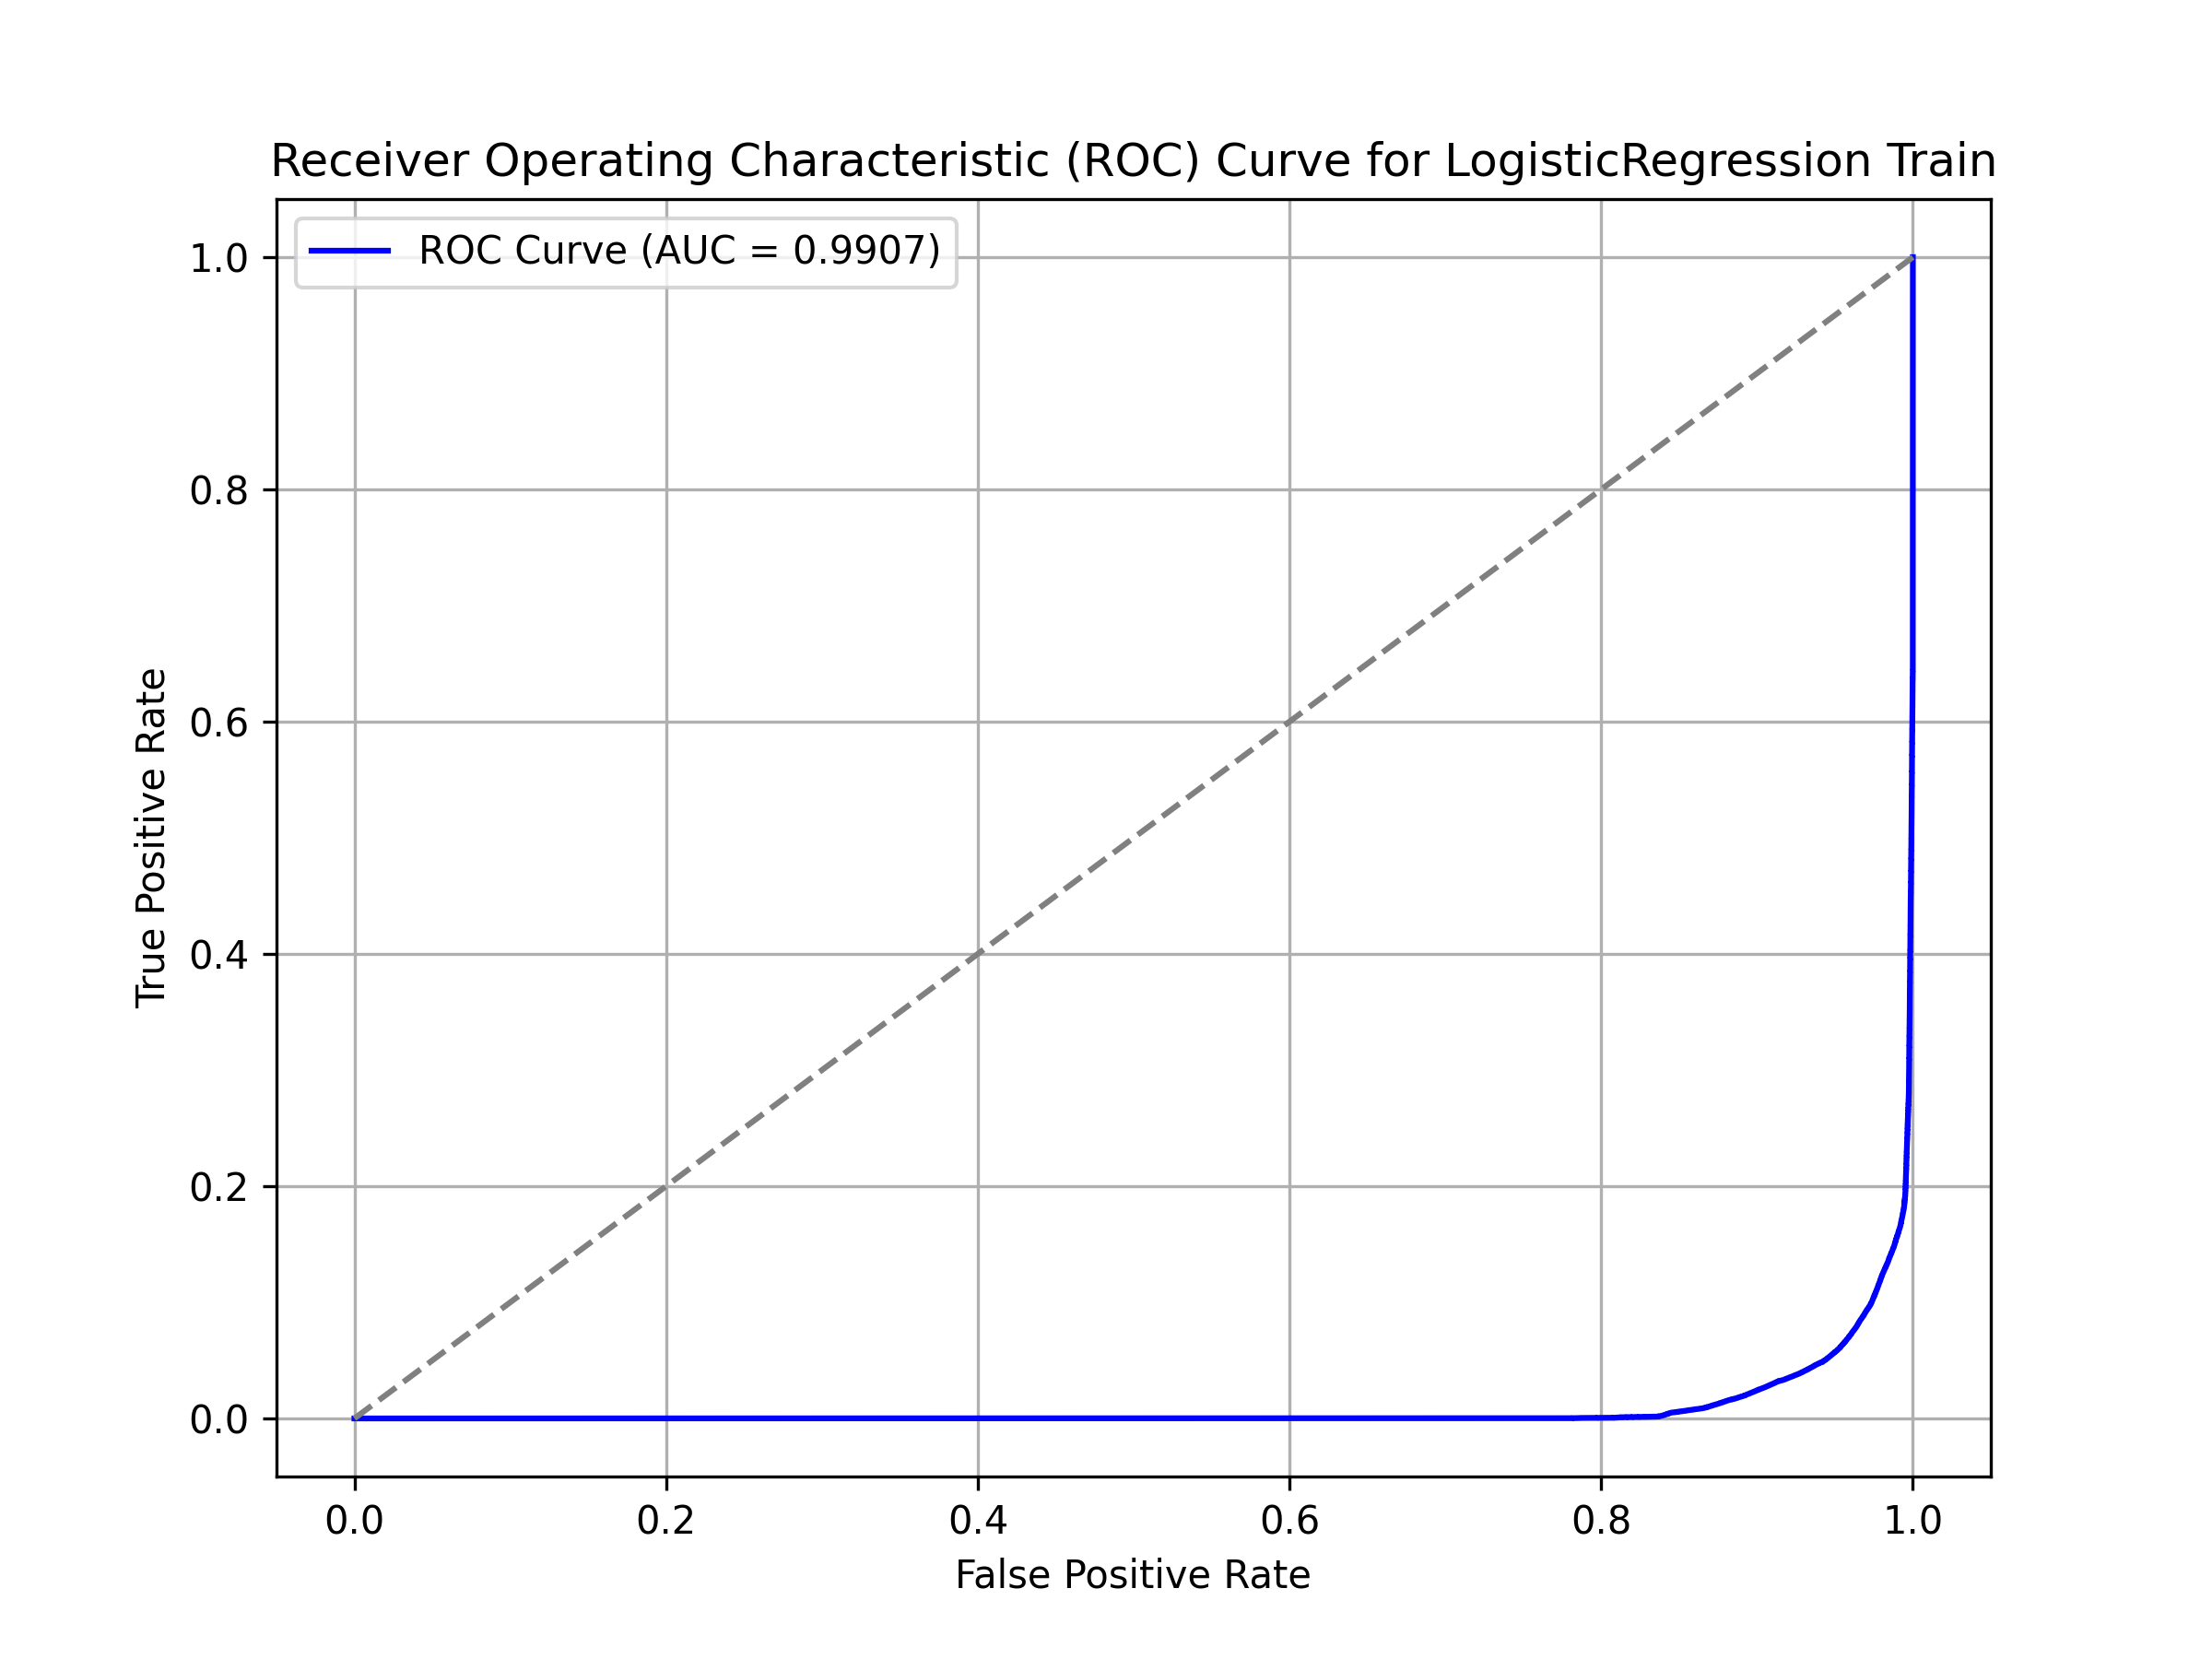 Receiver Operating Characteristic (ROC) Curve for LogisticRegression Train
ROC Curve (AUC = 0.9907)
True Positive Rate
1.0
0.8
0.6
0.4
0.2
0.0
0.0 0.2 0.4 0.6 0.8 1.0
False Positive Rate